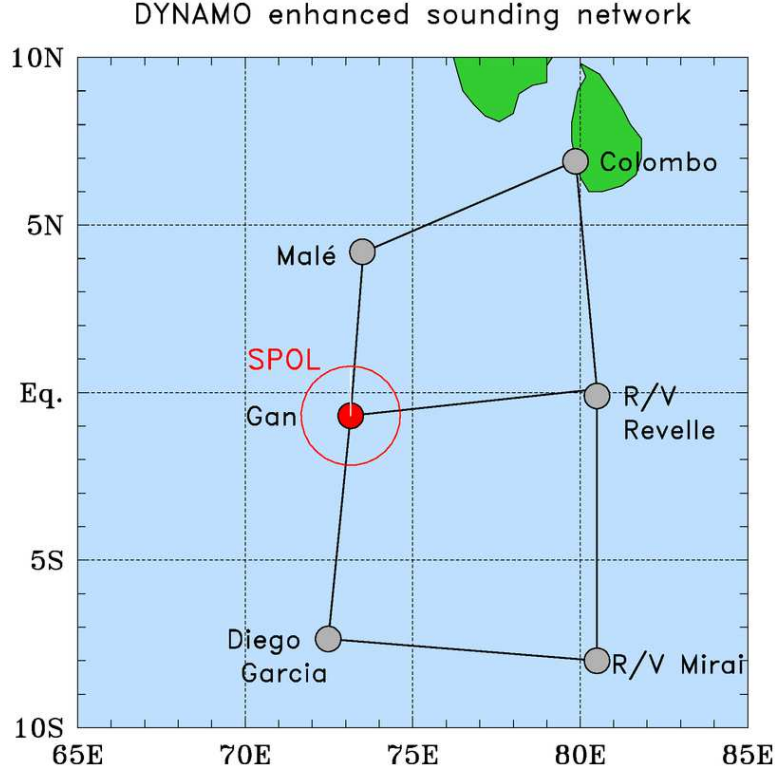 DYNAMO enhanced sounding network
10N
Colombo
5N
Malé
SPOL
Eq.
R/V
Gan
Revelle
5S
Diego
Garcia
R/V Mirai
10S
65E
70E
75E
80E
85E